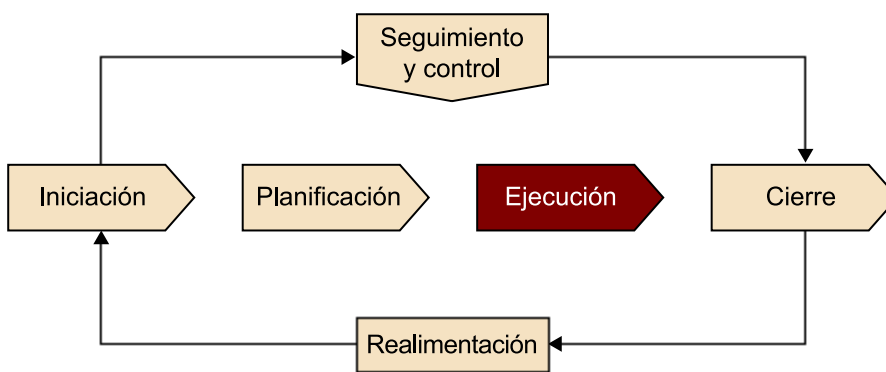 Seguimiento
y control
Iniciación
Planificación
Ejecución
Cierre
Realimentación